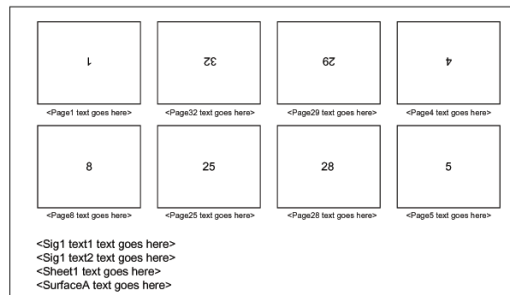 1 32 29 4
<Page1 text goes here> <Page32 text goes here> <Page29 text goes here> <Page4 text goes here>
8 25 28 5
<Page8 text goes here> <Page25 text goes here> <Page28 text goes here> <Page5 text goes here>
<Sig1 text1 text goes here>
<Sig1 text2 text goes here>
<Sheet1 text goes here>
<SurfaceA text goes here>